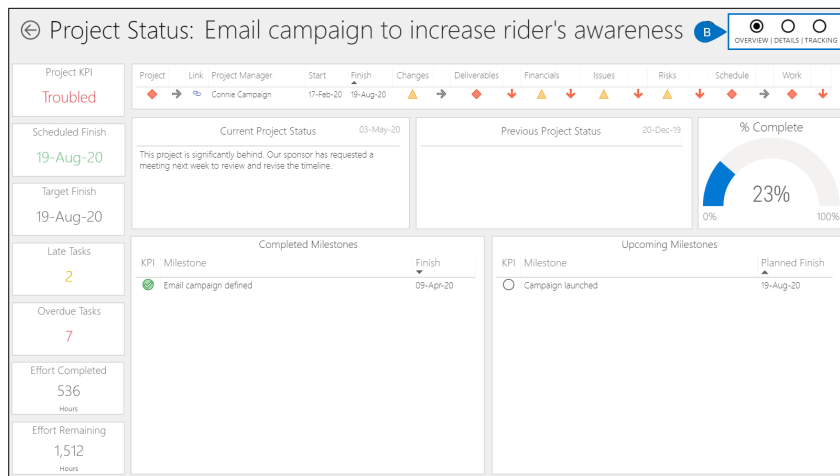 Project Status: Email campaign to increase rider's awareness
B
OVERVIEW | DETAILS | TRACKING
Project KPI
Troubled
Project Link Project Manager Start Finish Changes Deliverables Financials Issues Risks Schedule Work
Connie Campaign 17-Feb-20 19-Aug-20
Scheduled Finish
19-Aug-20
Current Project Status 03-May-20
This project is significantly behind. Our sponsor has requested a
meeting next week to review and revise the timeline.
Previous Project Status 20-Dec-19
% Complete
23%
0% 100%
Target Finish
19-Aug-20
Late Tasks
2
Overdue Tasks
7
Effort Completed
536
Hours
Effort Remaining
1,512
Hours
Completed Milestones
KPI Milestone Finish
Email campaign defined 09-Apr-20
Upcoming Milestones
KPI Milestone Planned Finish
Campaign launched 19-Aug-20